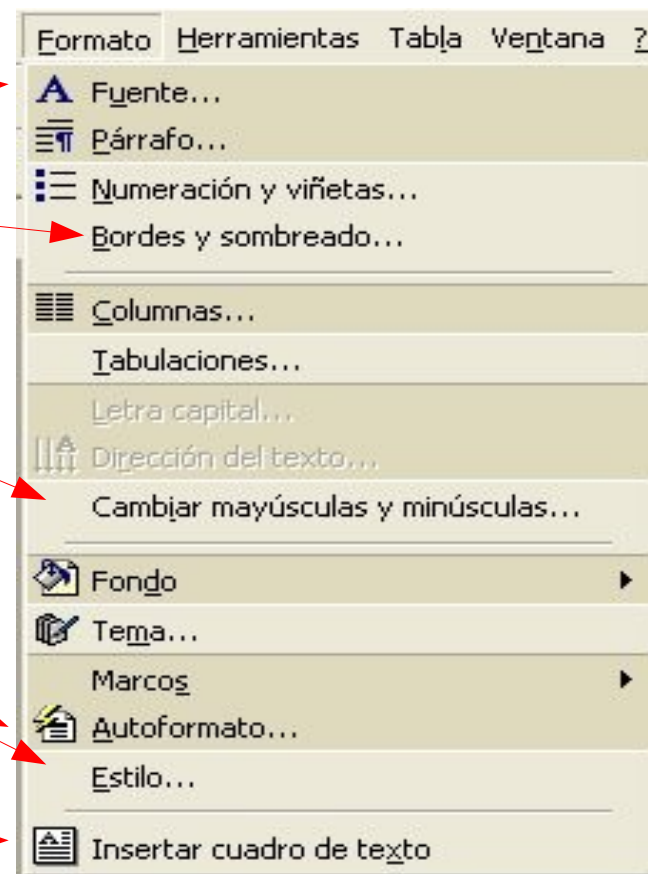 Formato Herramientas Tabla Ventana ?
Fuente...
Párrafo...
Numeración y viñetas...
Bordes y sombreado...
Columnas...
Tabulaciones...
Letra capital...
Dirección del texto...
Cambiar mayúsculas y minúsculas...
Fondo
Tema...
Marcos
Autoformato...
Estilo...
Insertar cuadro de texto